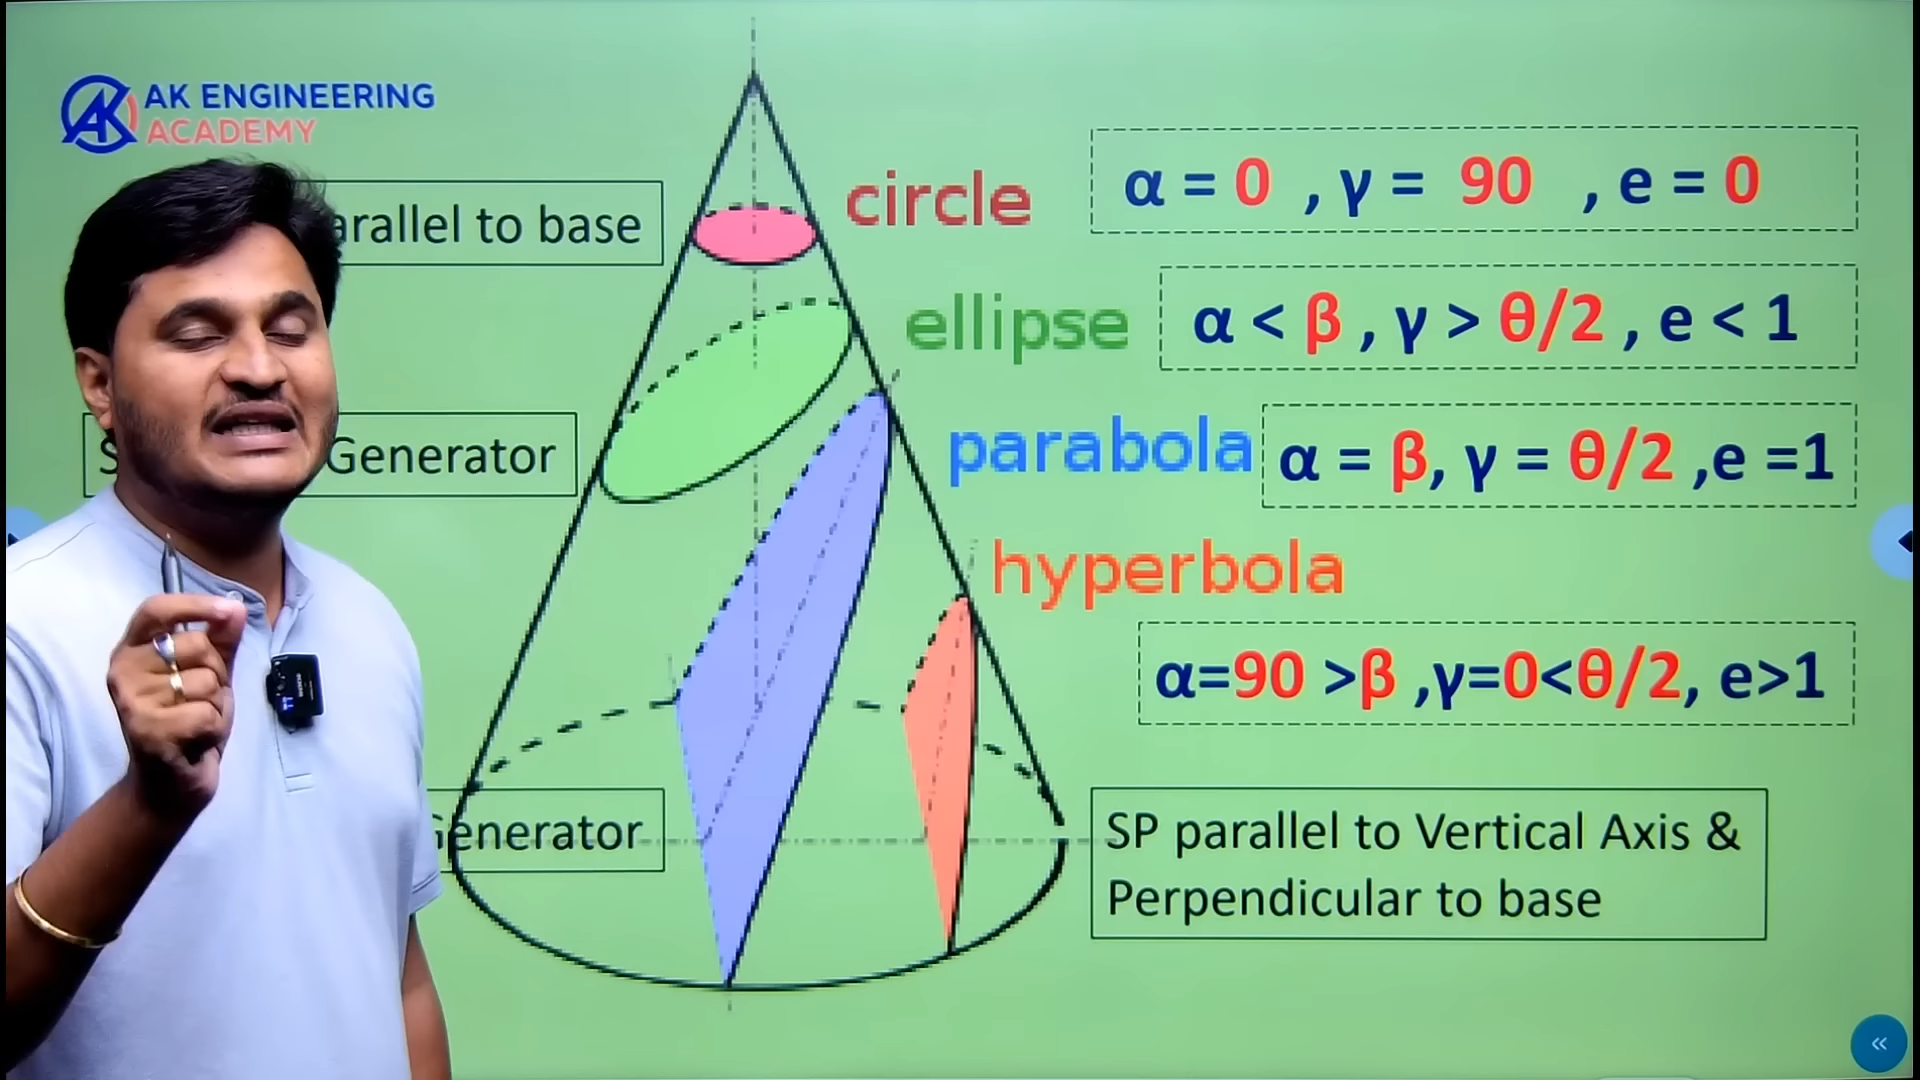 AK ENGINEERING
ACADEMY
to base
circle
α = 0 , γ = 90 , e = 0
ellipse
α < β , γ > θ/2 , e < 1
Generator
parabola
α = β, γ = θ/2 ,e =1
hyperbola
α=90 >β ,γ=0<θ/2, e>1
Generator
SP parallel to Vertical Axis &
Perpendicular to base